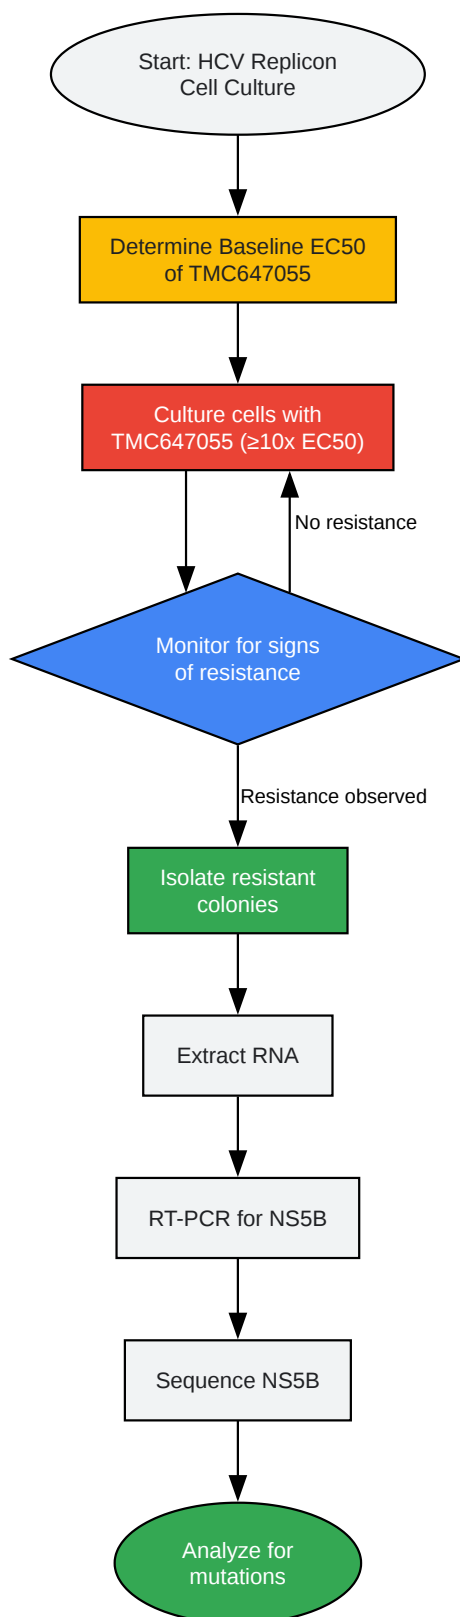 Start: HCV Replicon
Cell Culture
Determine Baseline EC50
of TMC647055
Culture cells with
TMC647055 (≥10x EC50)
No resistance
Monitor for signs
of resistance
Resistance observed
Isolate resistant
colonies
Extract RNA
RT-PCR for NS5B
Sequence NS5B
Analyze for
mutations